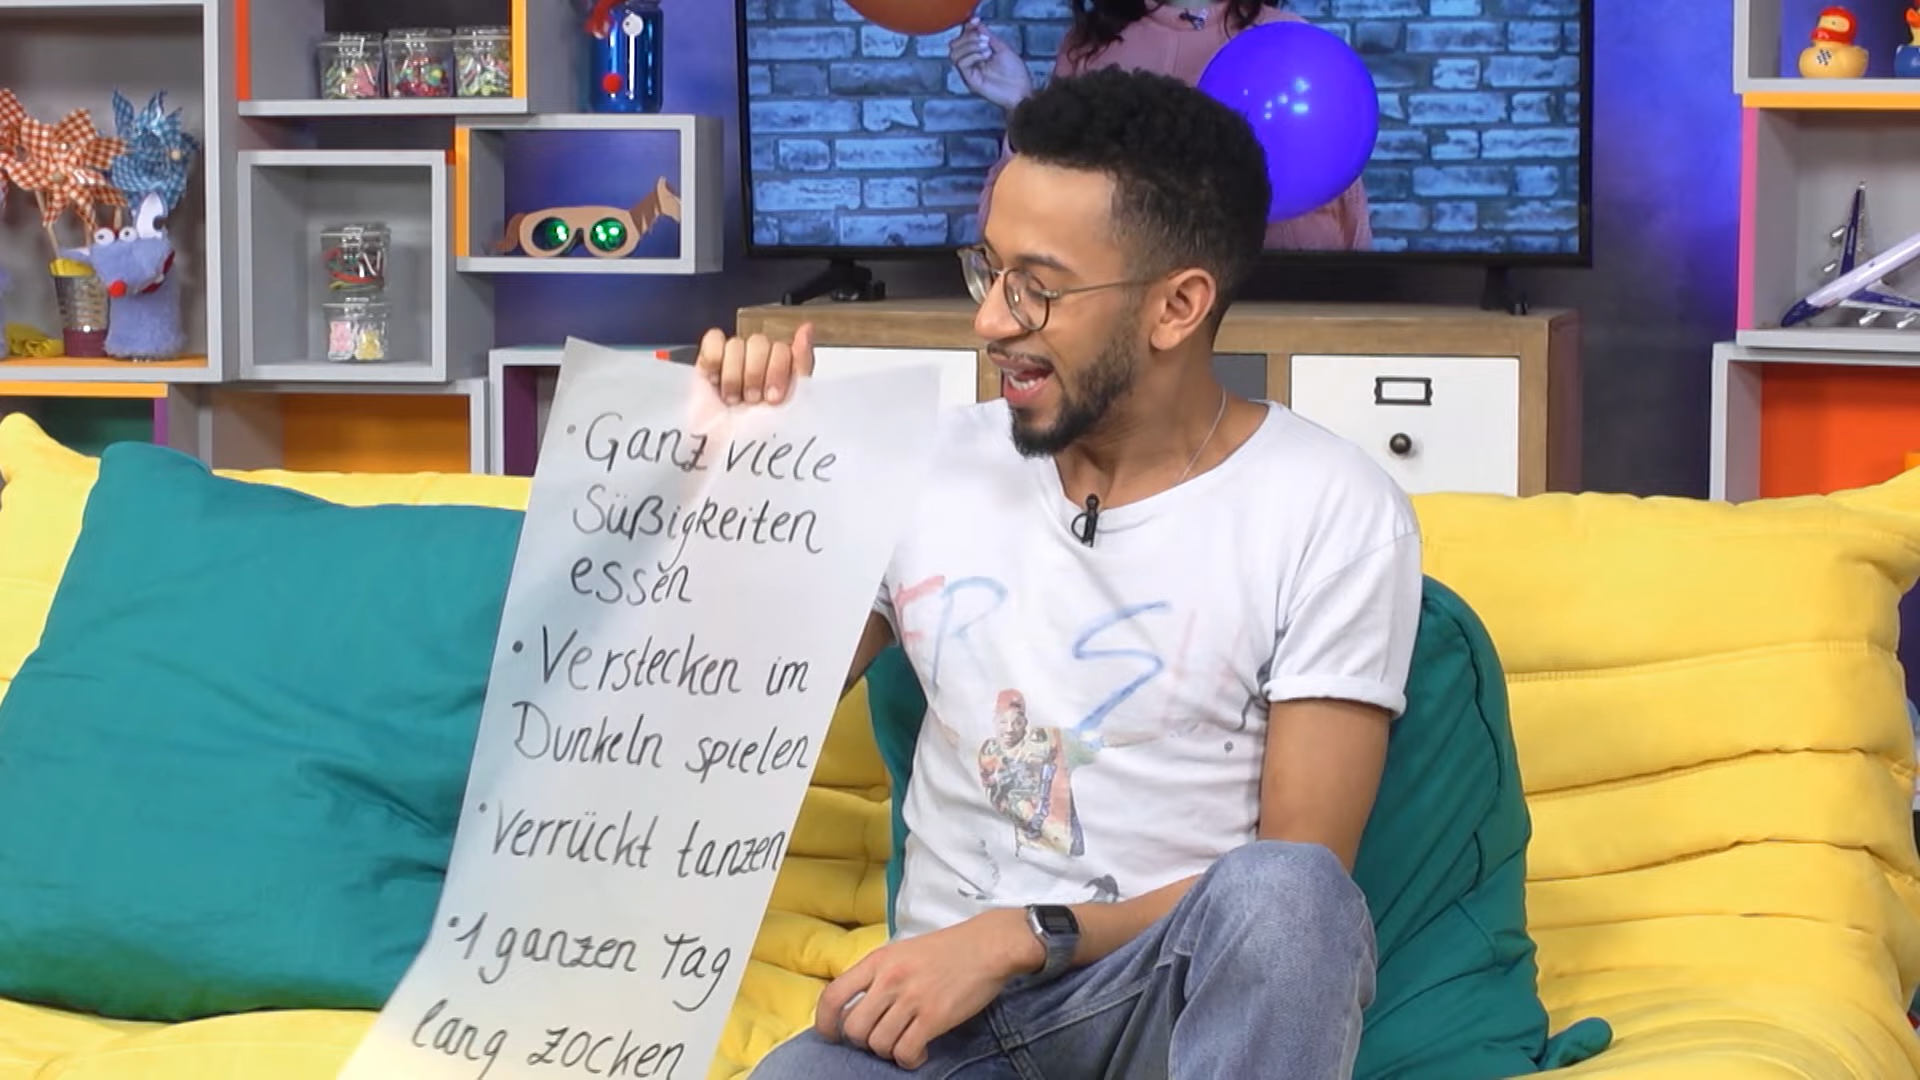 • Ganz viele
Süßigkeiten
essen
• Verstecken im
Dunkeln spielen
• Verrückt tanzen
• 1 ganzen Tag
lang zocken